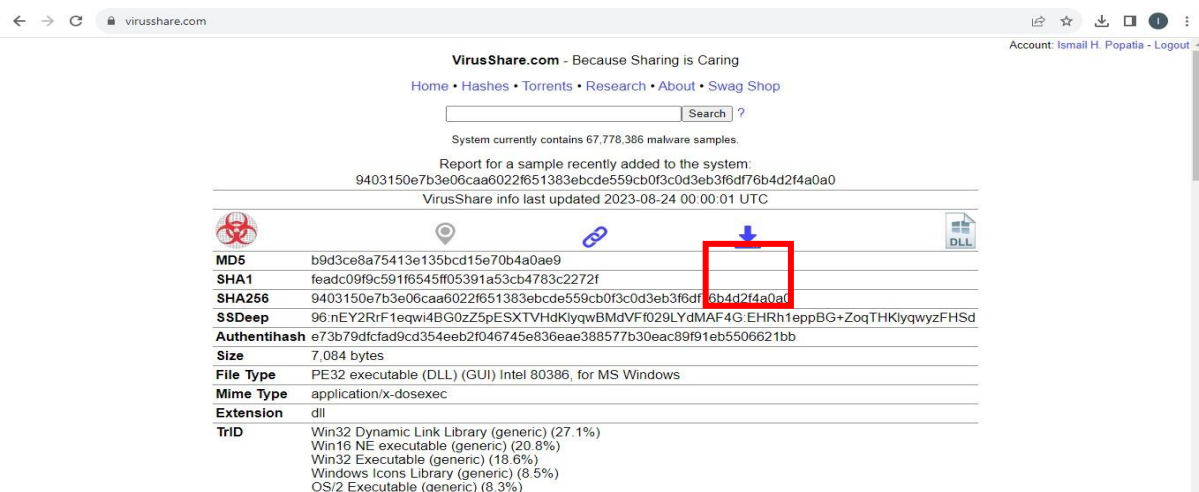 virusshare.com
I
Account: Ismail H. Popatia - Logout
VirusShare.com - Because Sharing is Caring
Home • Hashes • Torrents • Research • About • Swag Shop
Search ?
System currently contains 67,778,386 malware samples.
Report for a sample recently added to the system:
9403150e7b3e06caa6022f651383ebcde559cb0f3c0d3eb3f6df76b4d2f4a0a0
VirusShare info last updated 2023-08-24 00:00:01 UTC
DLL
MD5 b9d3ce8a75413e135bcd15e70b4a0ae9
SHA1 feadc09f9c591f6545ff05391a53cb4783c2272f
SHA256 9403150e7b3e06caa6022f651383ebcde559cb0f3c0d3eb3f6df76b4d2f4a0a0
SSDeep 96:nEY2RrF1eqwi4BG0zZ5pESXTVHdKlyqwBMdVFf029LYdMAF4G:EHRh1eppBG+ZoqTHKlyqwyzFHSd
Authentihash e73b79dfcfad9cd354eeb2f046745e836eae388577b30eac89f91eb5506621bb
Size 7,084 bytes
File Type PE32 executable (DLL) (GUI) Intel 80386, for MS Windows
Mime Type application/x-dosexec
Extension dll
TrID Win32 Dynamic Link Library (generic) (27.1%)
Win16 NE executable (generic) (20.8%)
Win32 Executable (generic) (18.6%)
Windows Icons Library (generic) (8.5%)
OS/2 Executable (generic) (8.3%)